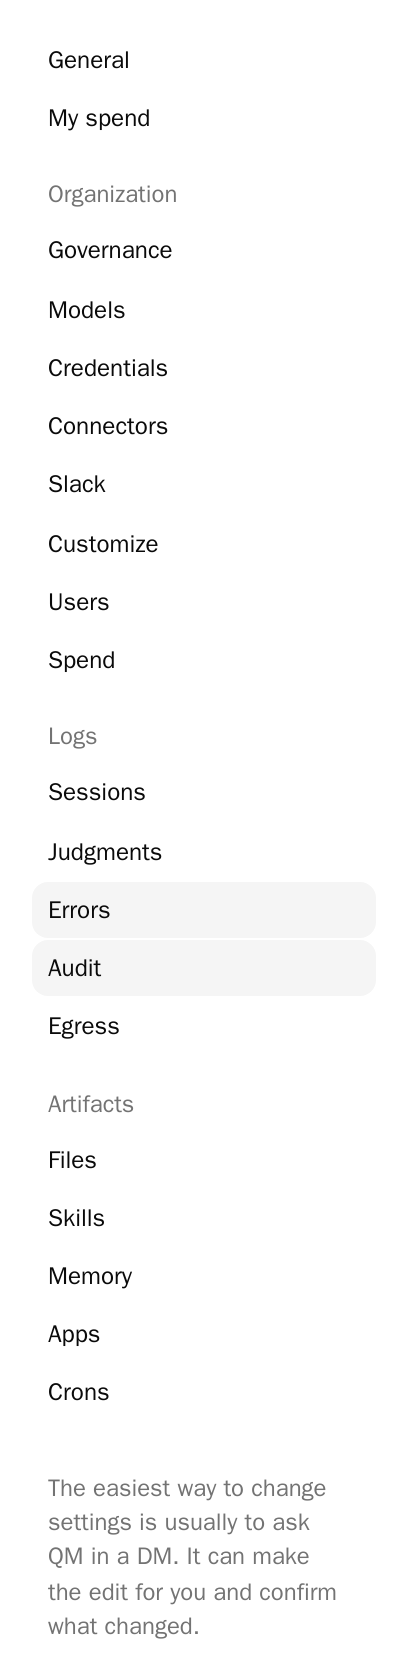 General
My spend
Organization
Governance
Models
Credentials
Connectors
Slack
Customize
Users
Spend
Logs
Sessions
Judgments
Errors
Audit
Egress
Artifacts
Files
Skills
Memory
Apps
Crons
The easiest way to change
settings is usually to ask
QM in a DM. It can make
the edit for you and confirm
what changed.